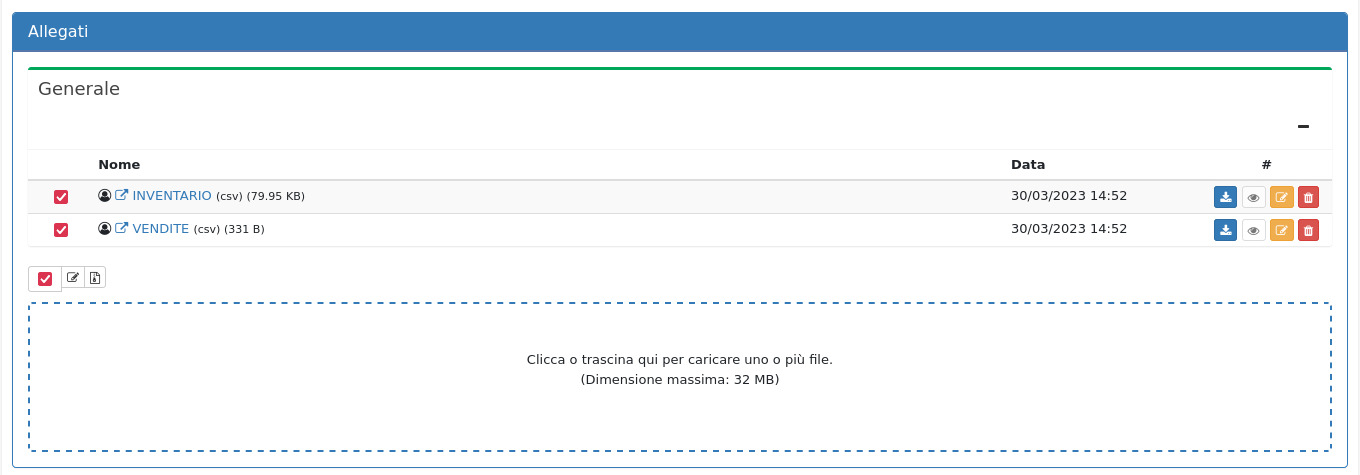 Allegati
Generale
Nome Data #
INVENTARIO (csv) (79.95 KB) 30/03/2023 14:52
VENDITE (csv) (331 B) 30/03/2023 14:52
Clicca o trascina qui per caricare uno o più file.
(Dimensione massima: 32 MB)